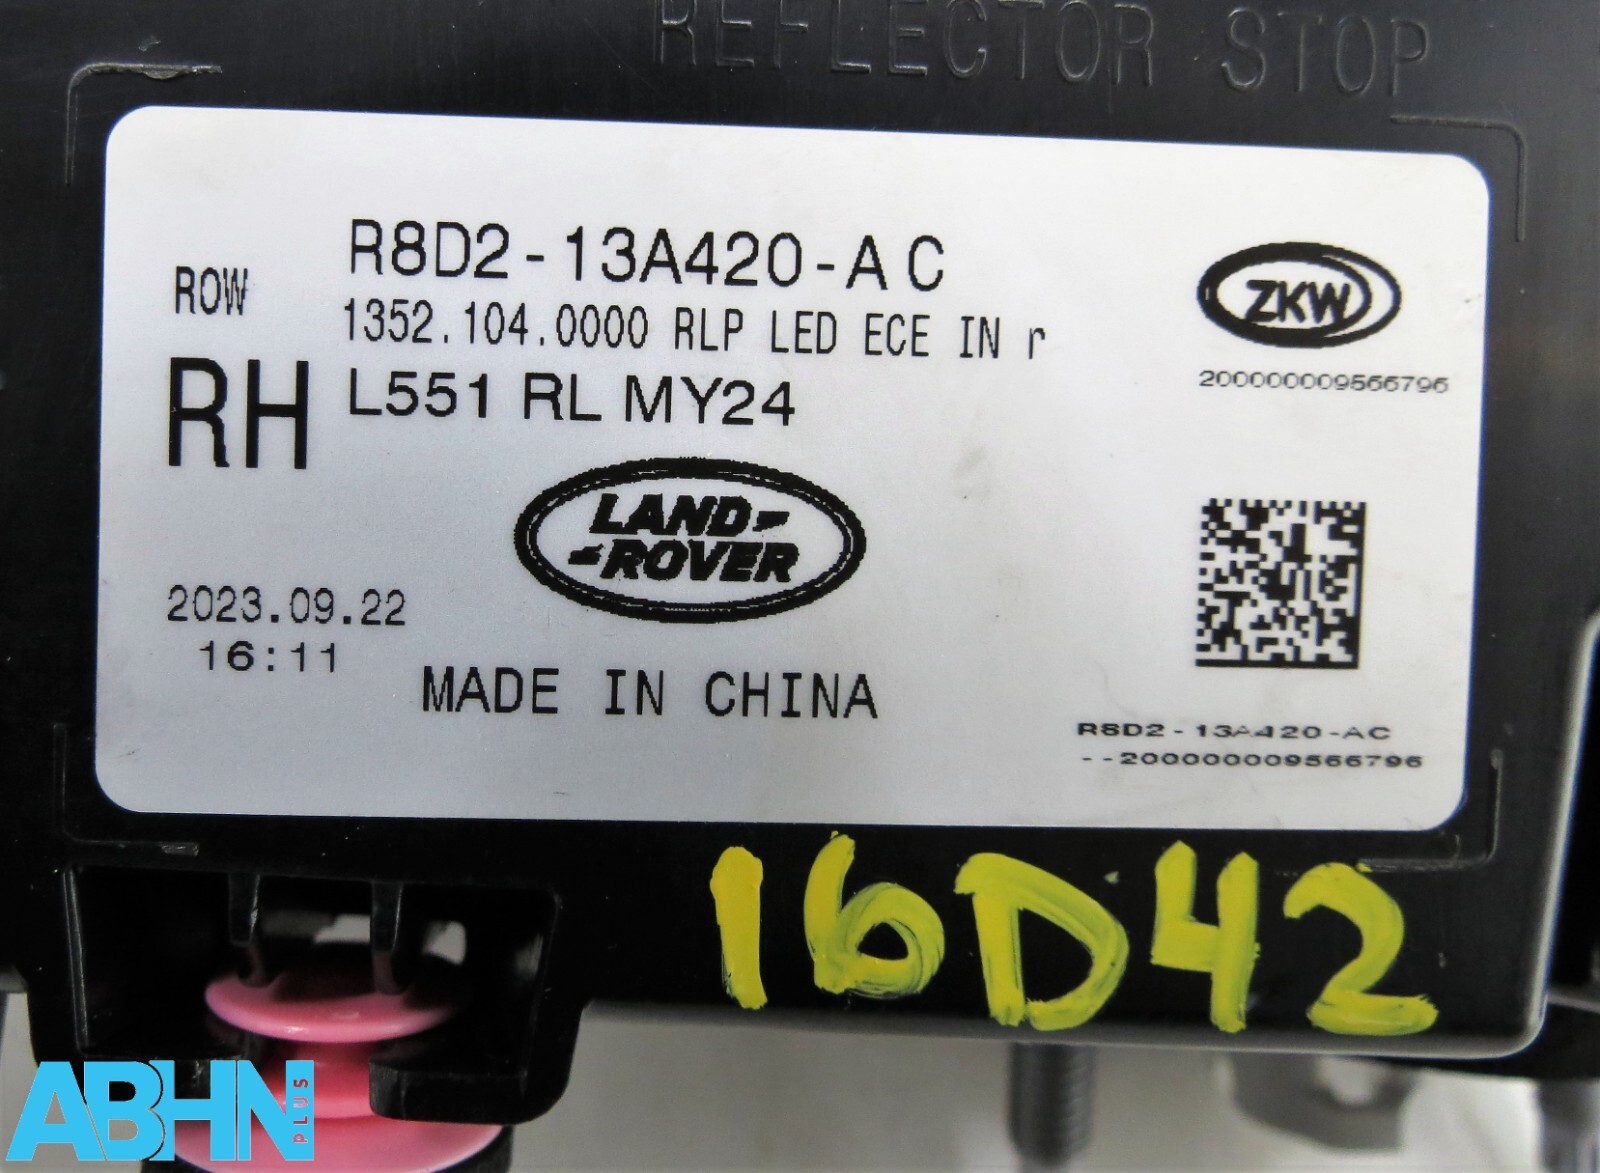 REFLECTOR STOP
R8D2-13A420-AC
ROW
1352.104.0000 RLP LED ECE IN r
RH
L551 RL MY24
ZKW
200000009566796
LAND-
-ROVER
2023.09.22
16:11
MADE IN CHINA
R8D2-13A420-AC
--200000009566796
16D42
ABHN
PLUS